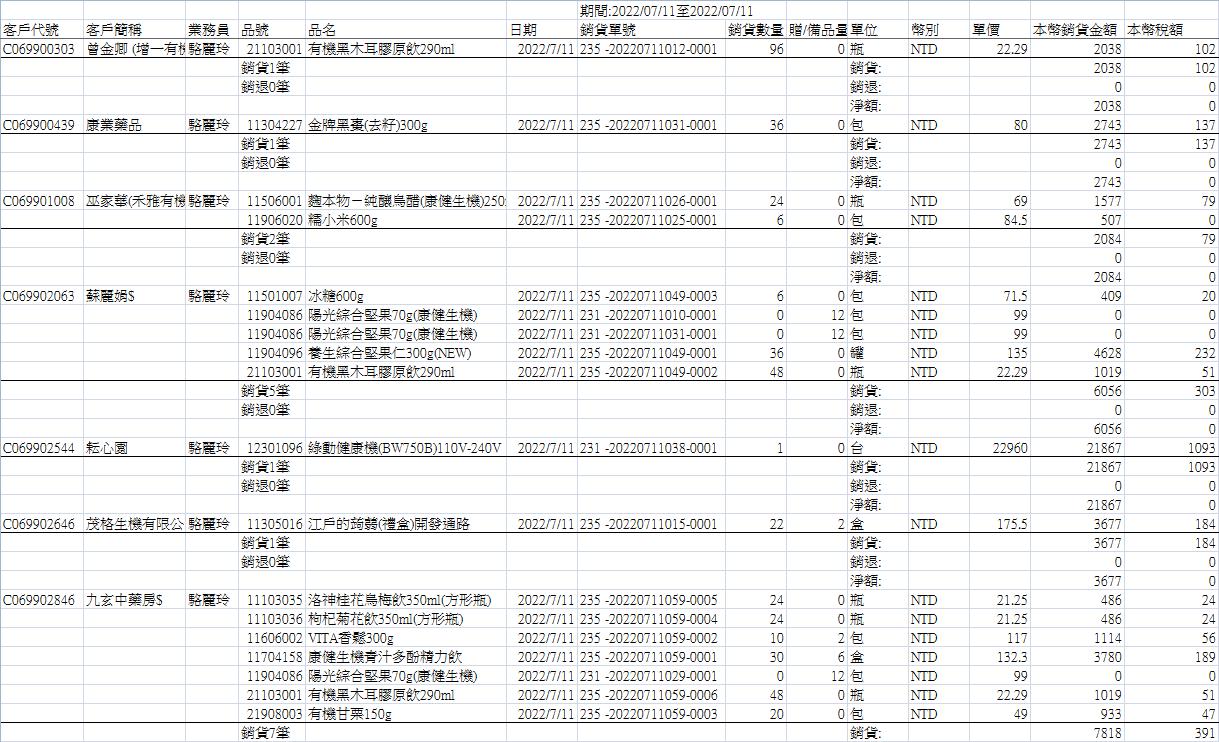 期間:2022/07/11至2022/07/11
客戶代號 客戶簡稱 業務員 品號 品名 日期 銷貨單號 銷貨數量 贈/備品量 單位 幣別 單價 本幣銷貨金額 本幣稅額
C069900303 曾金卿 (增一有機 駱麗玲 21103001 有機黑木耳膠原飲290ml 2022/7/11 235 -20220711012-0001 96 0 瓶 NTD 22.29 2038 102
銷貨1筆 銷貨: 2038 102
銷退0筆 銷退: 0 0
淨額: 2038 0
C069900439 康業藥品 駱麗玲 11304227 金牌黑棗(去籽)300g 2022/7/11 235 -20220711031-0001 36 0 包 NTD 80 2743 137
銷貨1筆 銷貨: 2743 137
銷退0筆 銷退: 0 0
淨額: 2743 0
C069901008 巫家華(禾雅有機 駱麗玲 11506001 麴本物－純釀烏醋(康健生機)250 2022/7/11 235 -20220711026-0001 24 0 瓶 NTD 69 1577 79
11906020 糯小米600g 2022/7/11 235 -20220711025-0001 6 0 包 NTD 84.5 507 0
銷貨2筆 銷貨: 2084 79
銷退0筆 銷退: 0 0
淨額: 2084 0
C069902063 蘇麗娟$ 駱麗玲 11501007 冰糖600g 2022/7/11 235 -20220711049-0003 6 0 包 NTD 71.5 409 20
11904086 陽光綜合堅果70g(康健生機) 2022/7/11 231 -20220711010-0001 0 12 包 NTD 99 0 0
11904086 陽光綜合堅果70g(康健生機) 2022/7/11 231 -20220711031-0001 0 12 包 NTD 99 0 0
11904096 養生綜合堅果仁300g(NEW) 2022/7/11 235 -20220711049-0001 36 0 罐 NTD 135 4628 232
21103001 有機黑木耳膠原飲290ml 2022/7/11 235 -20220711049-0002 48 0 瓶 NTD 22.29 1019 51
銷貨5筆 銷貨: 6056 303
銷退0筆 銷退: 0 0
淨額: 6056 0
C069902544 耘心園 駱麗玲 12301096 綠動健康機(BW750B)110V-240V 2022/7/11 231 -20220711038-0001 1 0 台 NTD 22960 21867 1093
銷貨1筆 銷貨: 21867 1093
銷退0筆 銷退: 0 0
淨額: 21867 0
C069902646 茂格生機有限公 駱麗玲 11305016 江戶的蒟蒻(禮盒)開發通路 2022/7/11 235 -20220711015-0001 22 2 盒 NTD 175.5 3677 184
銷貨1筆 銷貨: 3677 184
銷退0筆 銷退: 0 0
淨額: 3677 0
C069902846 九玄中藥房$ 駱麗玲 11103035 洛神桂花烏梅飲350ml(方形瓶) 2022/7/11 235 -20220711059-0005 24 0 瓶 NTD 21.25 486 24
11103036 枸杞菊花飲350ml(方形瓶) 2022/7/11 235 -20220711059-0004 24 0 瓶 NTD 21.25 486 24
11606002 VITA香鬆300g 2022/7/11 235 -20220711059-0002 10 2 包 NTD 117 1114 56
11704158 康健生機青汁多酚精力飲 2022/7/11 235 -20220711059-0001 30 6 盒 NTD 132.3 3780 189
11904086 陽光綜合堅果70g(康健生機) 2022/7/11 231 -20220711029-0001 0 12 包 NTD 99 0 0
21103001 有機黑木耳膠原飲290ml 2022/7/11 235 -20220711059-0006 48 0 瓶 NTD 22.29 1019 51
21908003 有機甘栗150g 2022/7/11 235 -20220711059-0003 20 0 包 NTD 49 933 47
銷貨7筆 銷貨: 7818 391